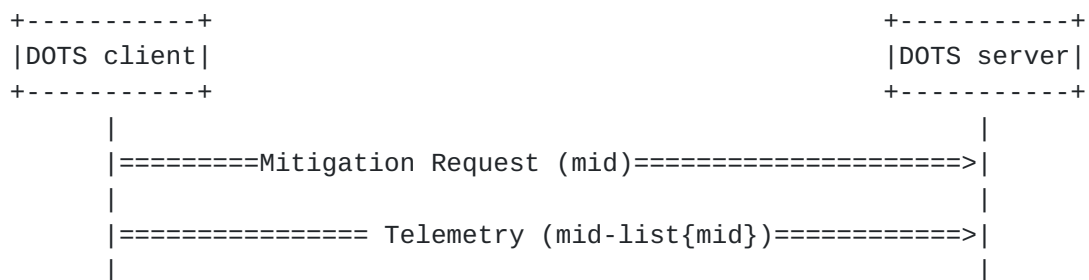 +-----------+                                         +-----------+
|DOTS client|                                         |DOTS server|
+-----------+                                         +-----------+
      |                                                     |
      |=========Mitigation Request (mid)=====================>|
      |                                                     |
      |================ Telemetry (mid-list{mid})============>|
      |                                                     |